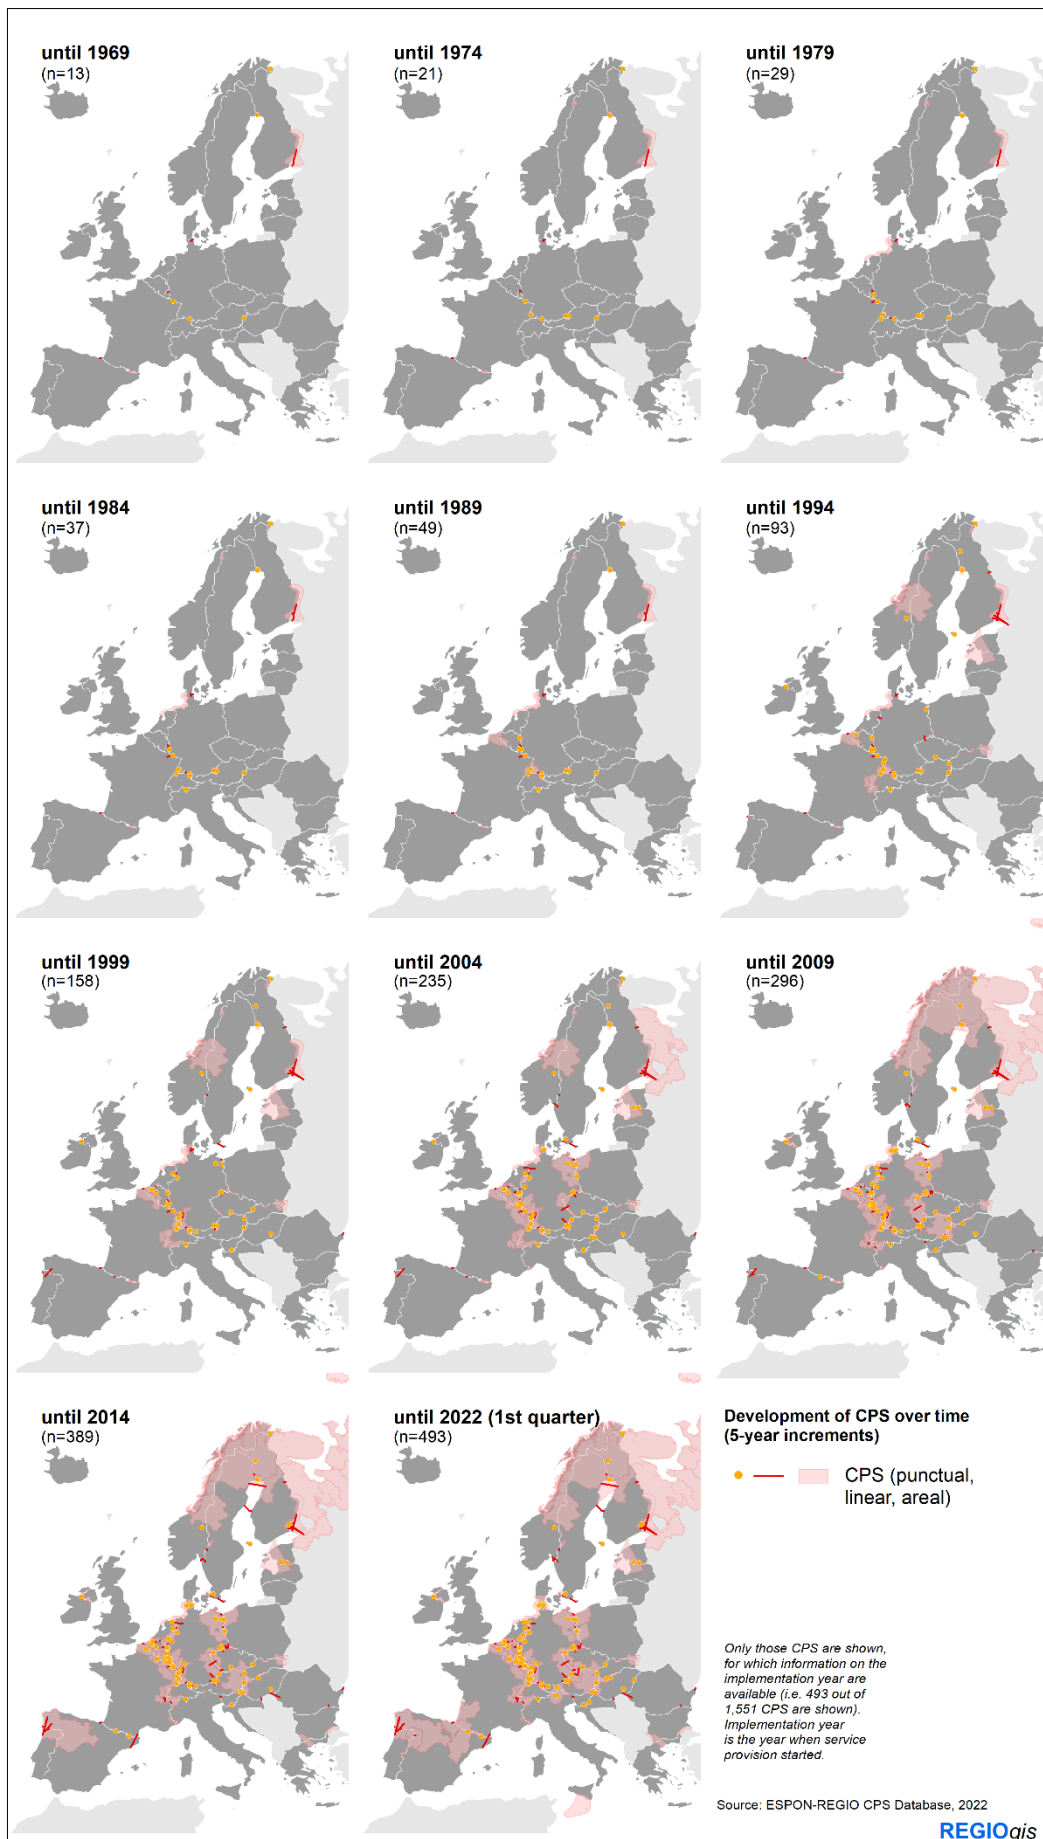 until 1969
(n=13)
until 1974
(n=21)
until 1979
(n=29)
until 1984
(n=37)
until 1989
(n=49)
until 1994
(n=93)
until 1999
(n=158)
until 2004
(n=235)
until 2009
(n=296)
until 2014
(n=389)
until 2022 (1st quarter)
(n=493)
Development of CPS over time
(5-year increments)
CPS (punctual,
linear, areal)
Only those CPS are shown,
for which information on the
implementation year are
available (i.e. 493 out of
1,551 CPS are shown).
Implementation year
is the year when service
provision started.
Source: ESPON-REGIO CPS Database, 2022
REGIOgis